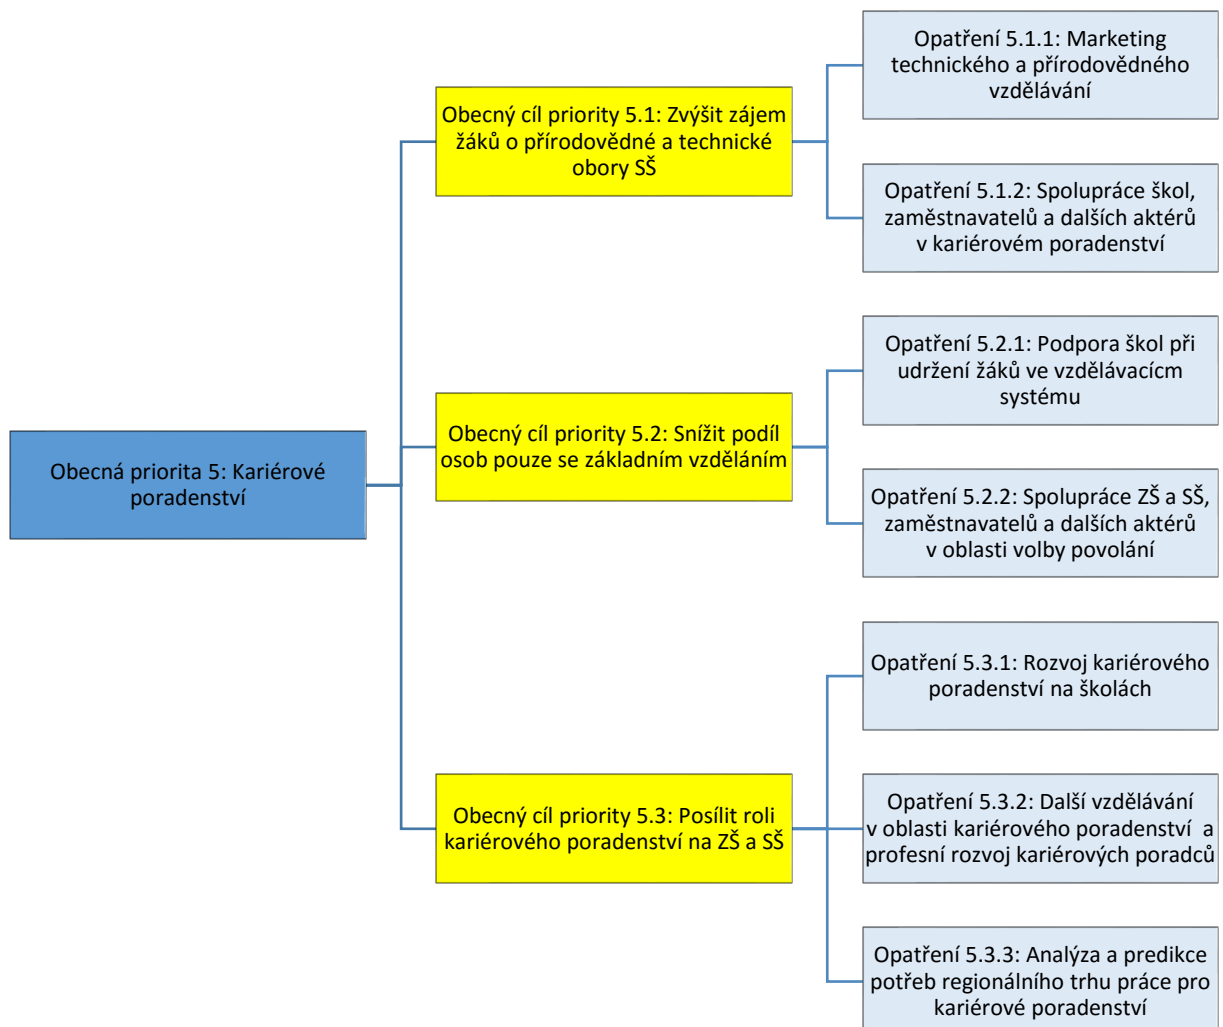 Obecná priorita 5: Kariérové
poradenství
Obecný cíl priority 5.1: Zvýšit zájem
žáků o přírodovědné a technické
obory SŠ
Opatření 5.1.1: Marketing
technického a přírodovědného
vzdělávání
Opatření 5.1.2: Spolupráce škol,
zaměstnavatelů a dalších aktérů
v kariérovém poradenství
Obecný cíl priority 5.2: Snížit podíl
osob pouze se základním vzděláním
Opatření 5.2.1: Podpora škol při
udržení žáků ve vzdělávacím
systému
Opatření 5.2.2: Spolupráce ZŠ a SŠ,
zaměstnavatelů a dalších aktérů
v oblasti volby povolání
Obecný cíl priority 5.3: Posílit roli
kariérového poradenství na ZŠ a SŠ
Opatření 5.3.1: Rozvoj kariérového
poradenství na školách
Opatření 5.3.2: Další vzdělávání
v oblasti kariérového poradenství a
profesní rozvoj kariérových poradců
Opatření 5.3.3: Analýza a predikce
potřeb regionálního trhu práce pro
kariérové poradenství